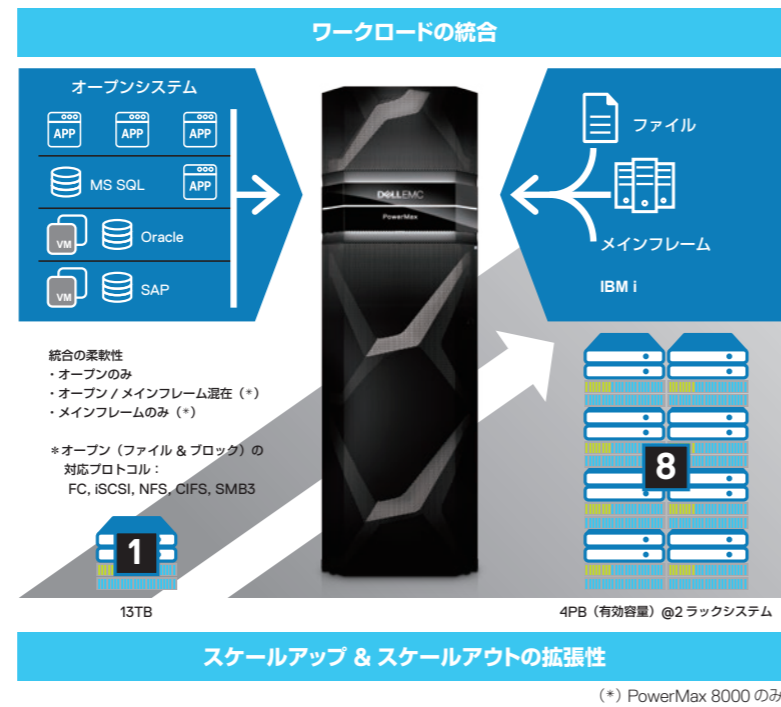 ワークロードの統合
オープンシステム
APP APP APP
MS SQL APP
VM Oracle
VM SAP
DELLEMC
PowerMax
ファイル
メインフレーム
IBM i
統合の柔軟性
・オープンのみ
・オープン / メインフレーム混在（*）
・メインフレームのみ（*）
*オープン（ファイル & ブロック）の
対応プロトコル：
FC, iSCSI, NFS, CIFS, SMB3
1
13TB
8
4PB（有効容量）@2 ラックシステム
スケールアップ & スケールアウトの拡張性
（*）PowerMax 8000 のみ